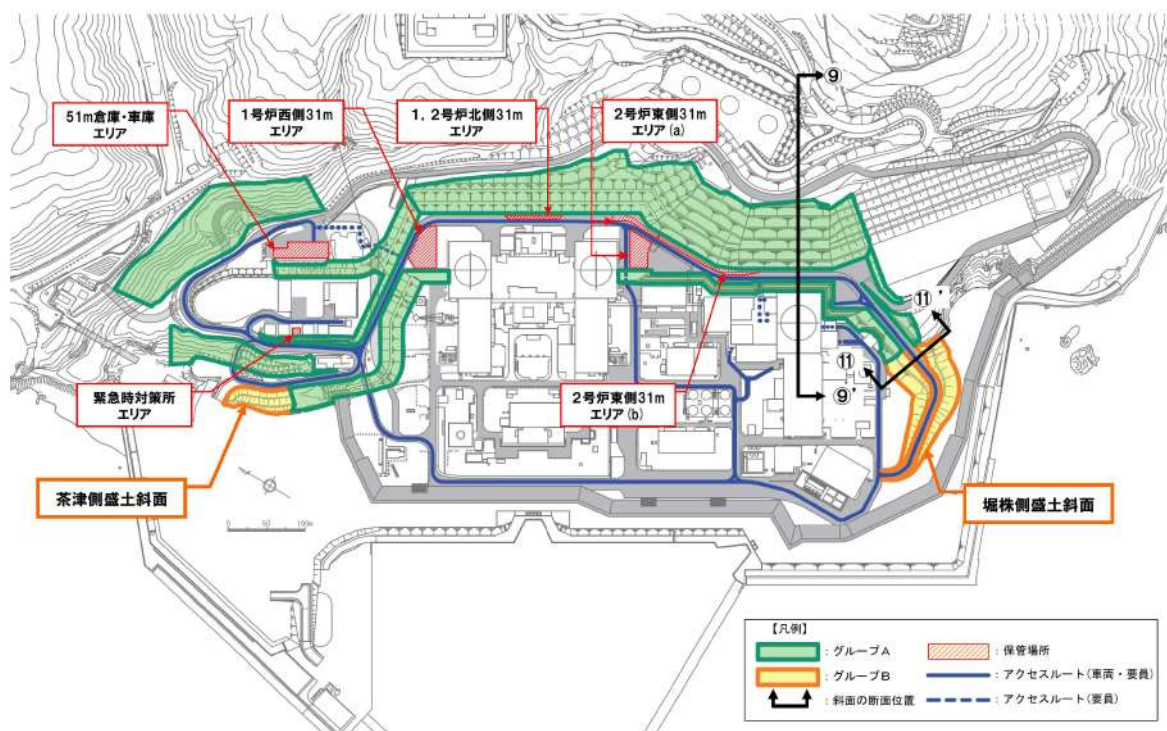 ⑨
51m倉庫・車庫
エリア
1号炉西側31m
エリア
1，2号炉北側31m
エリア
2号炉東側31m
エリア(a)
⑪’
⑪
⑨’
緊急時対策所
エリア
2号炉東側31m
エリア(b)
茶津側盛土斜面
堀株側盛土斜面
0 50 100m
【凡例】
：グループA
：グループB
：斜面の断面位置
：保管場所
：アクセスルート(車両・要員)
：アクセスルート(要員)